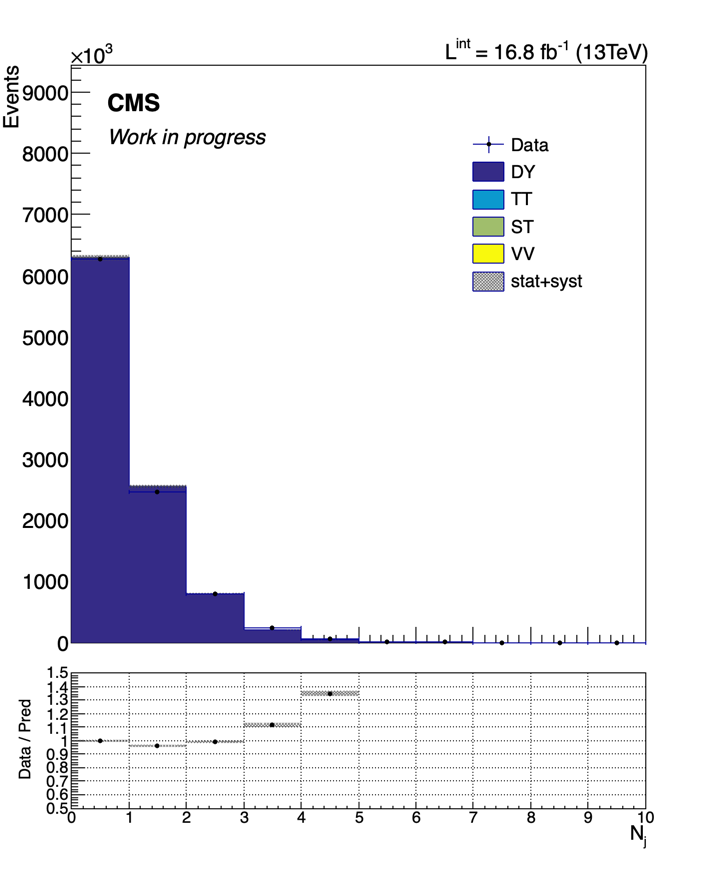 ×10³
L^int = 16.8 fb⁻¹ (13TeV)
Events
9000
CMS
Work in progress
8000
Data
DY
7000
TT
ST
VV
6000
stat+syst
5000
4000
3000
2000
1000
0
Data / Pred
1.5
1.4
1.3
1.2
1.1
1
0.9
0.8
0.7
0.6
0.5
0 1 2 3 4 5 6 7 8 9 10
N_j